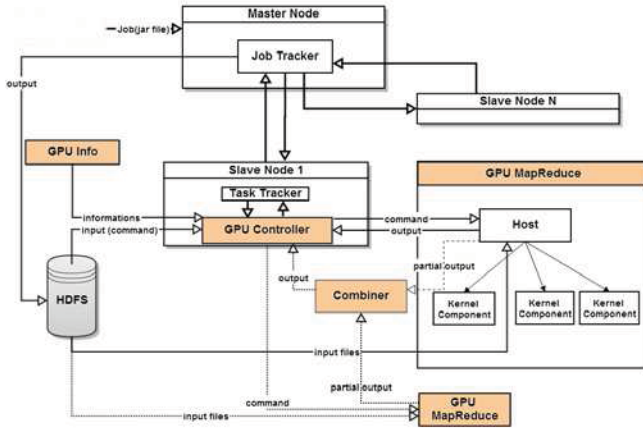 Master Node
Job(jar file)
Job Tracker
output
Slave Node N
GPU Info
Slave Node 1
GPU MapReduce
Task Tracker
informations
command
Host
GPU Controller
output
input (command)
partial output
output
HDFS
Combiner
Kernel
Component
Kernel
Component
Kernel
Component
input files
partial output
command
GPU
MapReduce
input files